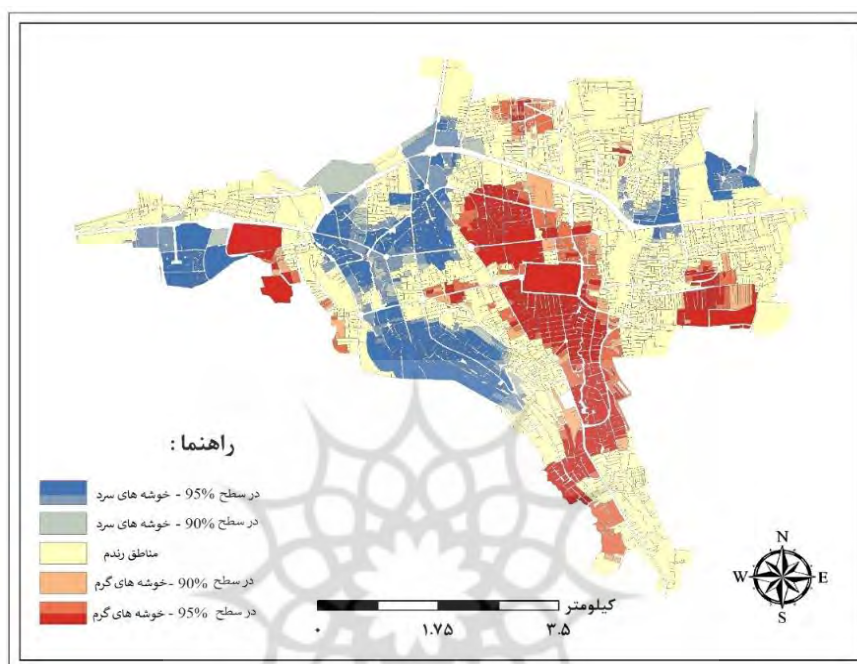 راهنما :
در سطح 95% - خوشه های سرد
در سطح 90% - خوشه های سرد
مناطق رندم
در سطح 90% - خوشه های گرم
در سطح 95% - خوشه های گرم
کیلومتر
۰ ۱.۷۵ ۳.۵
N
W E
S